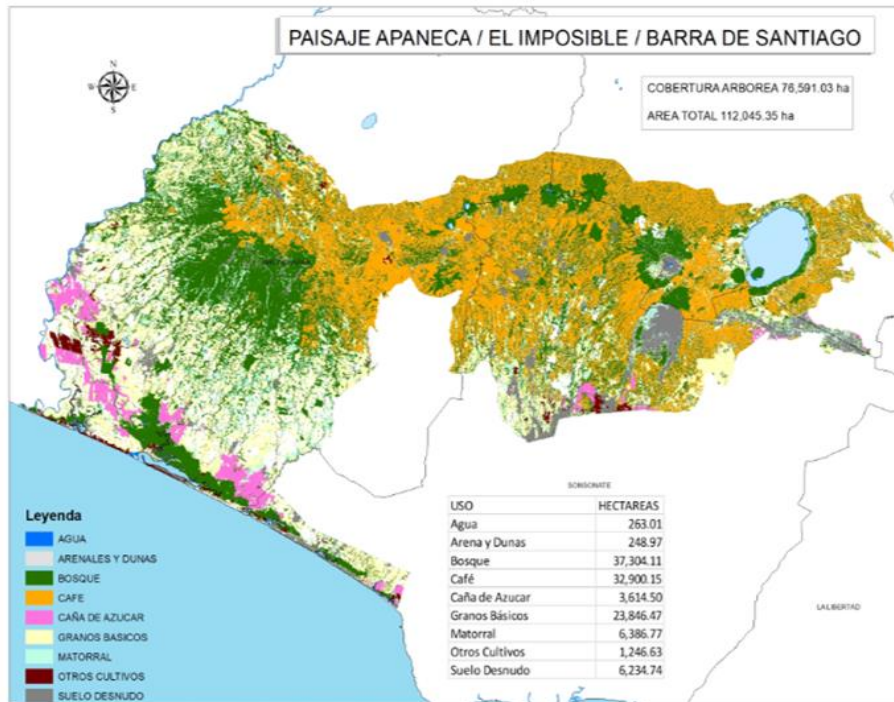 PAISAJE APANECA / EL IMPOSIBLE / BARRA DE SANTIAGO
COBERTURA ARBOREA 76,591.03 ha
AREA TOTAL 112,045.35 ha
N
W E
S
SONSONATE
LA LIBERTAD
USO HECTAREAS
Agua 263.01
Arena y Dunas 248.97
Bosque 37,304.11
Café 32,900.15
Caña de Azucar 3,614.50
Granos Básicos 23,846.47
Matorral 6,386.77
Otros Cultivos 1,246.63
Suelo Desnudo 6,234.74
Leyenda
AGUA
ARENALES Y DUNAS
BOSQUE
CAFE
CAÑA DE AZUCAR
GRANOS BASICOS
MATORRAL
OTROS CULTIVOS
SUELO DESNUDO